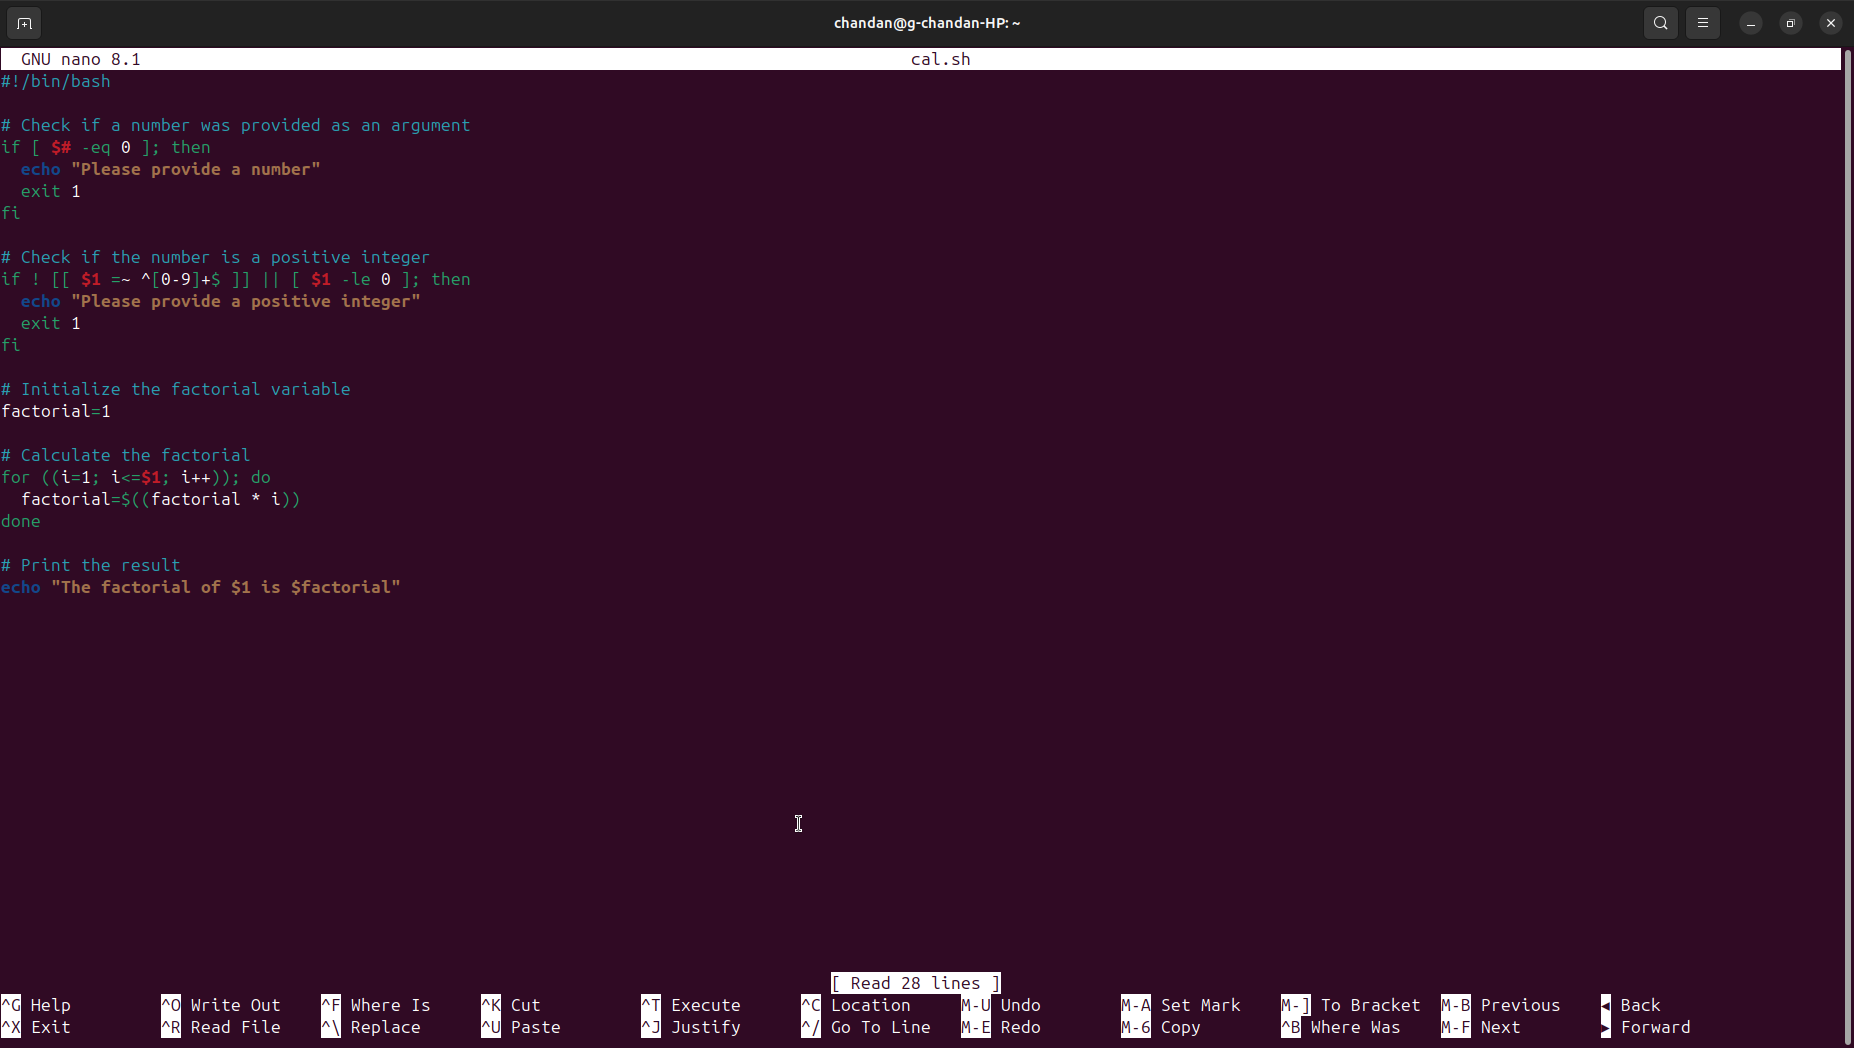 chandan@g-chandan-HP: ~
GNU nano 8.1 cal.sh
#!/bin/bash

# Check if a number was provided as an argument
if [ $# -eq 0 ]; then
  echo "Please provide a number"
  exit 1
fi

# Check if the number is a positive integer
if ! [[ $1 =~ ^[0-9]+$ ]] || [ $1 -le 0 ]; then
  echo "Please provide a positive integer"
  exit 1
fi

# Initialize the factorial variable
factorial=1

# Calculate the factorial
for ((i=1; i<=$1; i++)); do
  factorial=$((factorial * i))
done

# Print the result
echo "The factorial of $1 is $factorial"

[ Read 28 lines ]
^G Help ^O Write Out ^F Where Is ^K Cut ^T Execute ^C Location M-U Undo M-A Set Mark M-] To Bracket M-B Previous ◂ Back
^X Exit ^R Read File ^\ Replace ^U Paste ^J Justify ^/ Go To Line M-E Redo M-6 Copy ^B Where Was M-F Next ▸ Forward